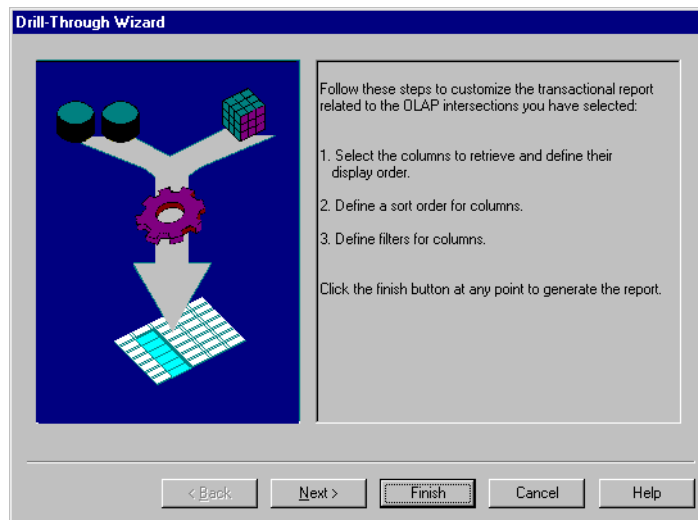 Drill-Through Wizard
Follow these steps to customize the transactional report
related to the OLAP intersections you have selected:
1. Select the columns to retrieve and define their
display order.
2. Define a sort order for columns.
3. Define filters for columns.
Click the finish button at any point to generate the report.
< Back
Next >
Finish
Cancel
Help